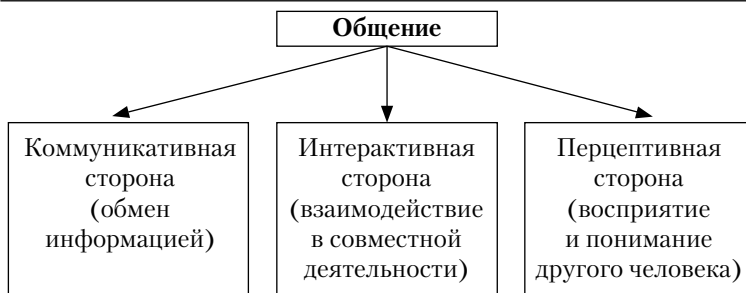 Общение
Коммуникативная
сторона
(обмен
информацией)
Интерактивная
сторона
(взаимодействие
в совместной
деятельности)
Перцептивная
сторона
(восприятие
и понимание
другого человека)